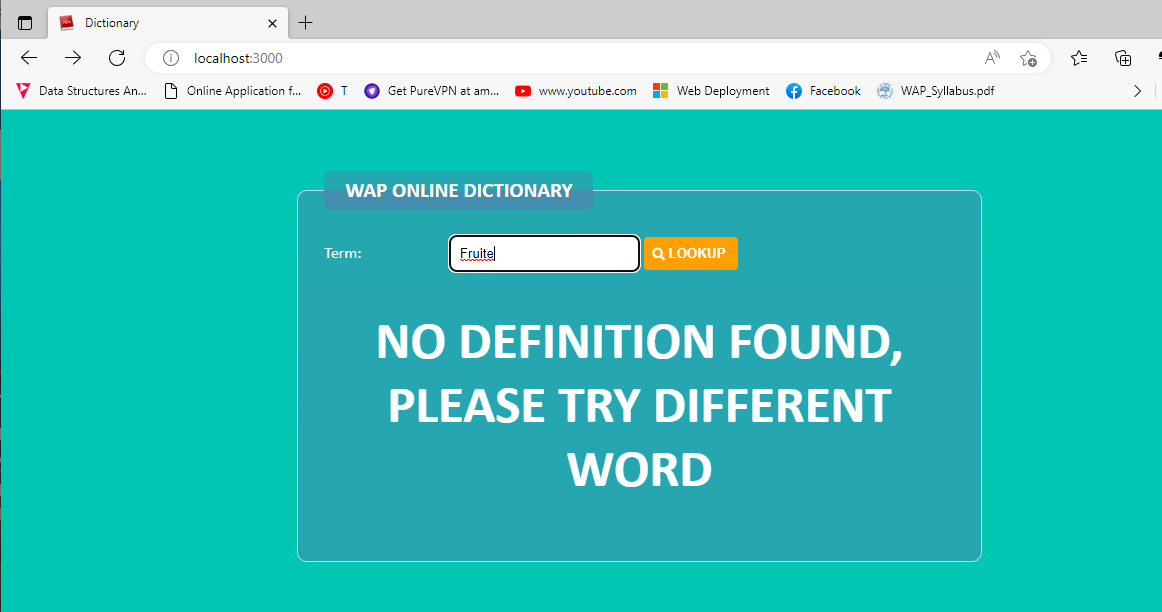 Dictionary
localhost:3000
Data Structures An... Online Application f... T Get PureVPN at am... www.youtube.com Web Deployment Facebook WAP_Syllabus.pdf
WAP ONLINE DICTIONARY
Term: Fruite LOOKUP
NO DEFINITION FOUND,
PLEASE TRY DIFFERENT
WORD